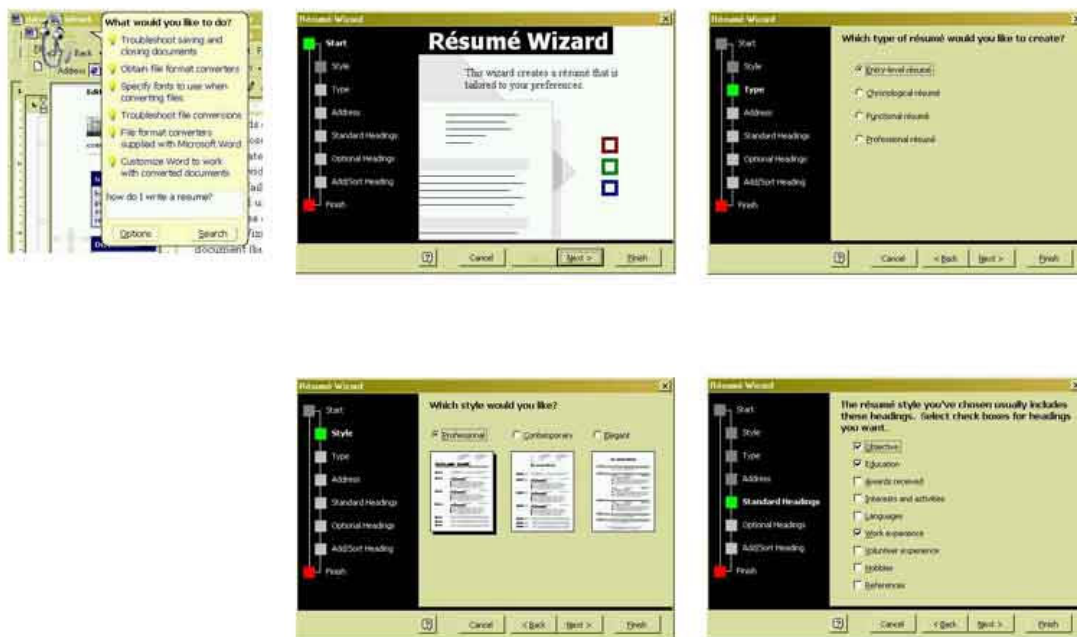 What would you like to do?
Troubleshoot saving and
closing documents
Obtain file format converters
Specify fonts to use when
converting files
Troubleshoot file conversions
File format converters
supplied with Microsoft Word
Customize Word to work
with converted documents
how do I write a resume?
Options
Search
Back
Address
document
Résumé Wizard
Start
Style
Type
Address
Standard Headings
Optional Headings
Add/Sort Heading
Finish
Résumé Wizard
This wizard creates a résumé that is
tailored to your preferences.
Cancel
Next >
Finish
Résumé Wizard
Start
Style
Type
Address
Standard Headings
Optional Headings
Add/Sort Heading
Finish
Which type of résumé would you like to create?
Entry-level résumé
Chronological résumé
Functional résumé
Professional résumé
Cancel
< Back
Next >
Finish
Résumé Wizard
Start
Style
Type
Address
Standard Headings
Optional Headings
Add/Sort Heading
Finish
Which style would you like?
Professional
Contemporary
Elegant
Cancel
< Back
Next >
Finish
Résumé Wizard
Start
Style
Type
Address
Standard Headings
Optional Headings
Add/Sort Heading
Finish
The résumé style you've chosen usually includes
these headings. Select check boxes for headings
you want.
Objective
Education
Awards received
Interests and activities
Languages
Work experience
Volunteer experience
Hobbies
References
Cancel
< Back
Next >
Finish